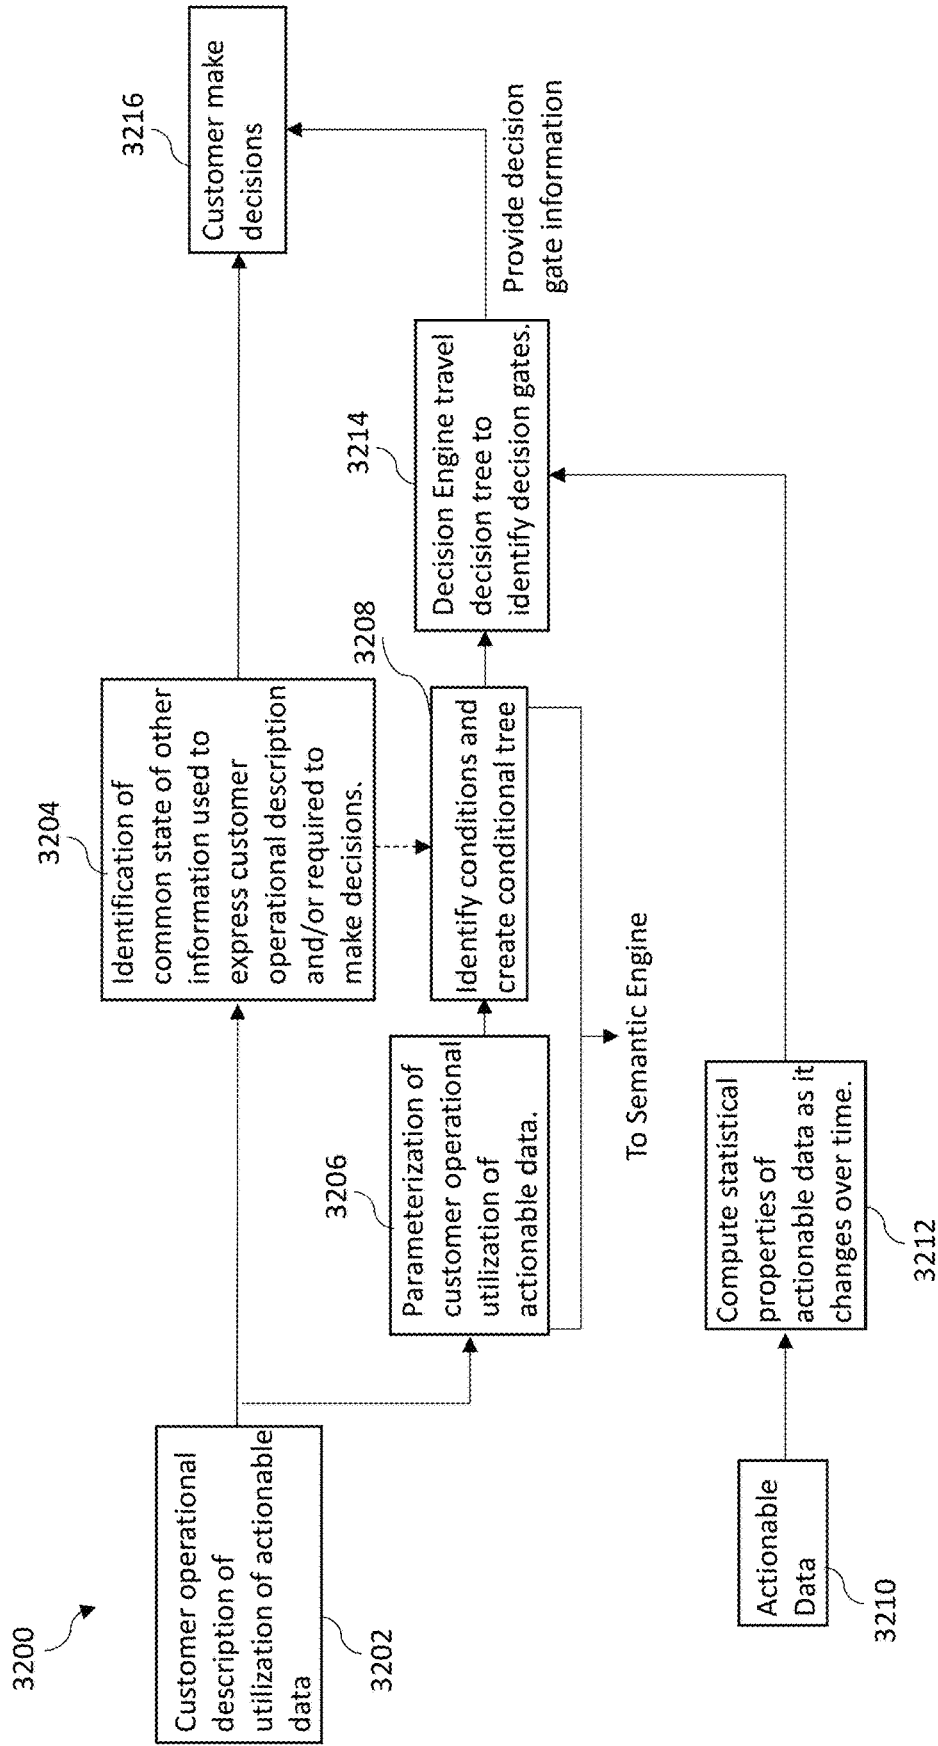 3200
Customer operational
description of
utilization of actionable
data
3202
3204
Identification of
common state of other
information used to
express customer
operational description
and/or required to
make decisions.
3216
Customer make
decisions
3206
Parameterization of
customer operational
utilization of
actionable data.
3208
Identify conditions and
create conditional tree
3214
Decision Engine travel
decision tree to
identify decision gates.
Provide decision
gate information
To Semantic Engine
Actionable
Data
3210
Compute statistical
properties of
actionable data as it
changes over time.
3212